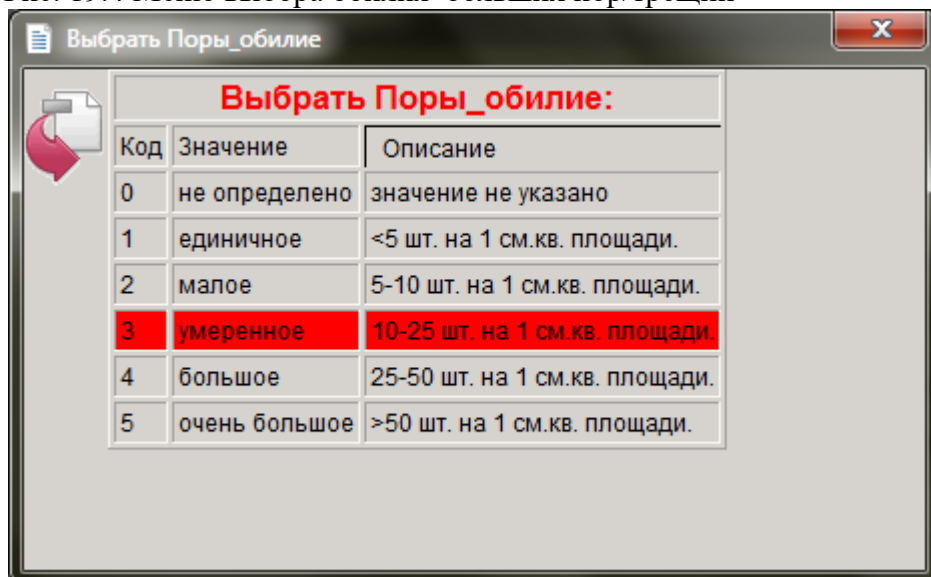 Выбрать Поры_обилие
Выбрать Поры_обилие:
Код Значение Описание
0 не определено значение не указано
1 единичное <5 шт. на 1 см.кв. площади.
2 малое 5-10 шт. на 1 см.кв. площади.
3 умеренное 10-25 шт. на 1 см.кв. площади.
4 большое 25-50 шт. на 1 см.кв. площади.
5 очень большое >50 шт. на 1 см.кв. площади.